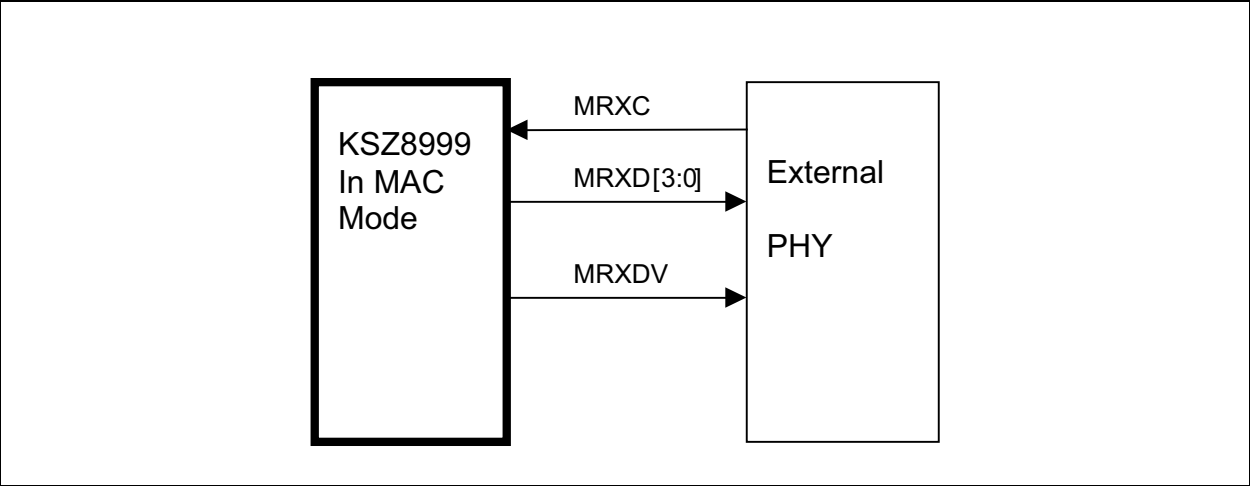 KSZ8999
In MAC
Mode
MRXC
MRXD[3:0]
MRXDV
External
PHY